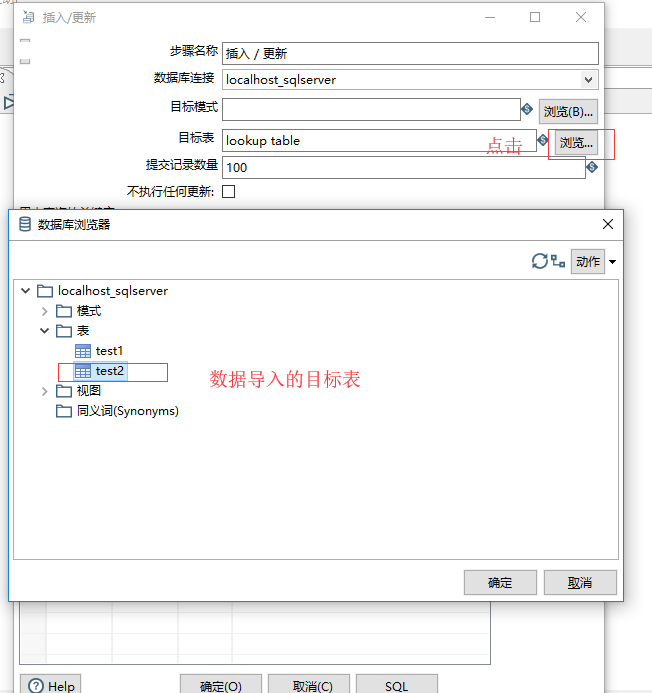 插入/更新
步骤名称 插入 / 更新
数据库连接 localhost_sqlserver
目标模式 浏览(B)...
目标表 lookup table 点击 浏览...
提交记录数量 100
不执行任何更新:
数据库浏览器
动作
localhost_sqlserver
模式
表
test1
test2
数据导入的目标表
视图
同义词(Synonyms)
确定 取消
Help 确定(O) 取消(C) SQL